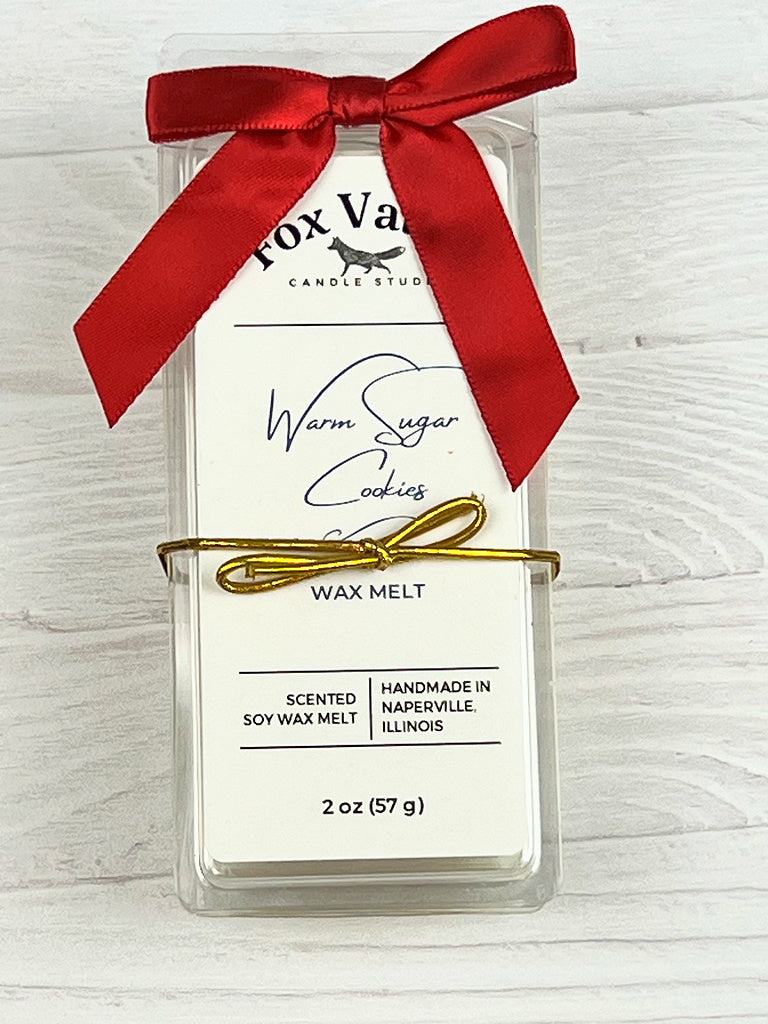 Fox Va
CANDLE STUD
Warm Sugar
Cookies
WAX MELT
SCENTED
SOY WAX MELT
HANDMADE IN
NAPERVILLE,
ILLINOIS
2 oz (57 g)